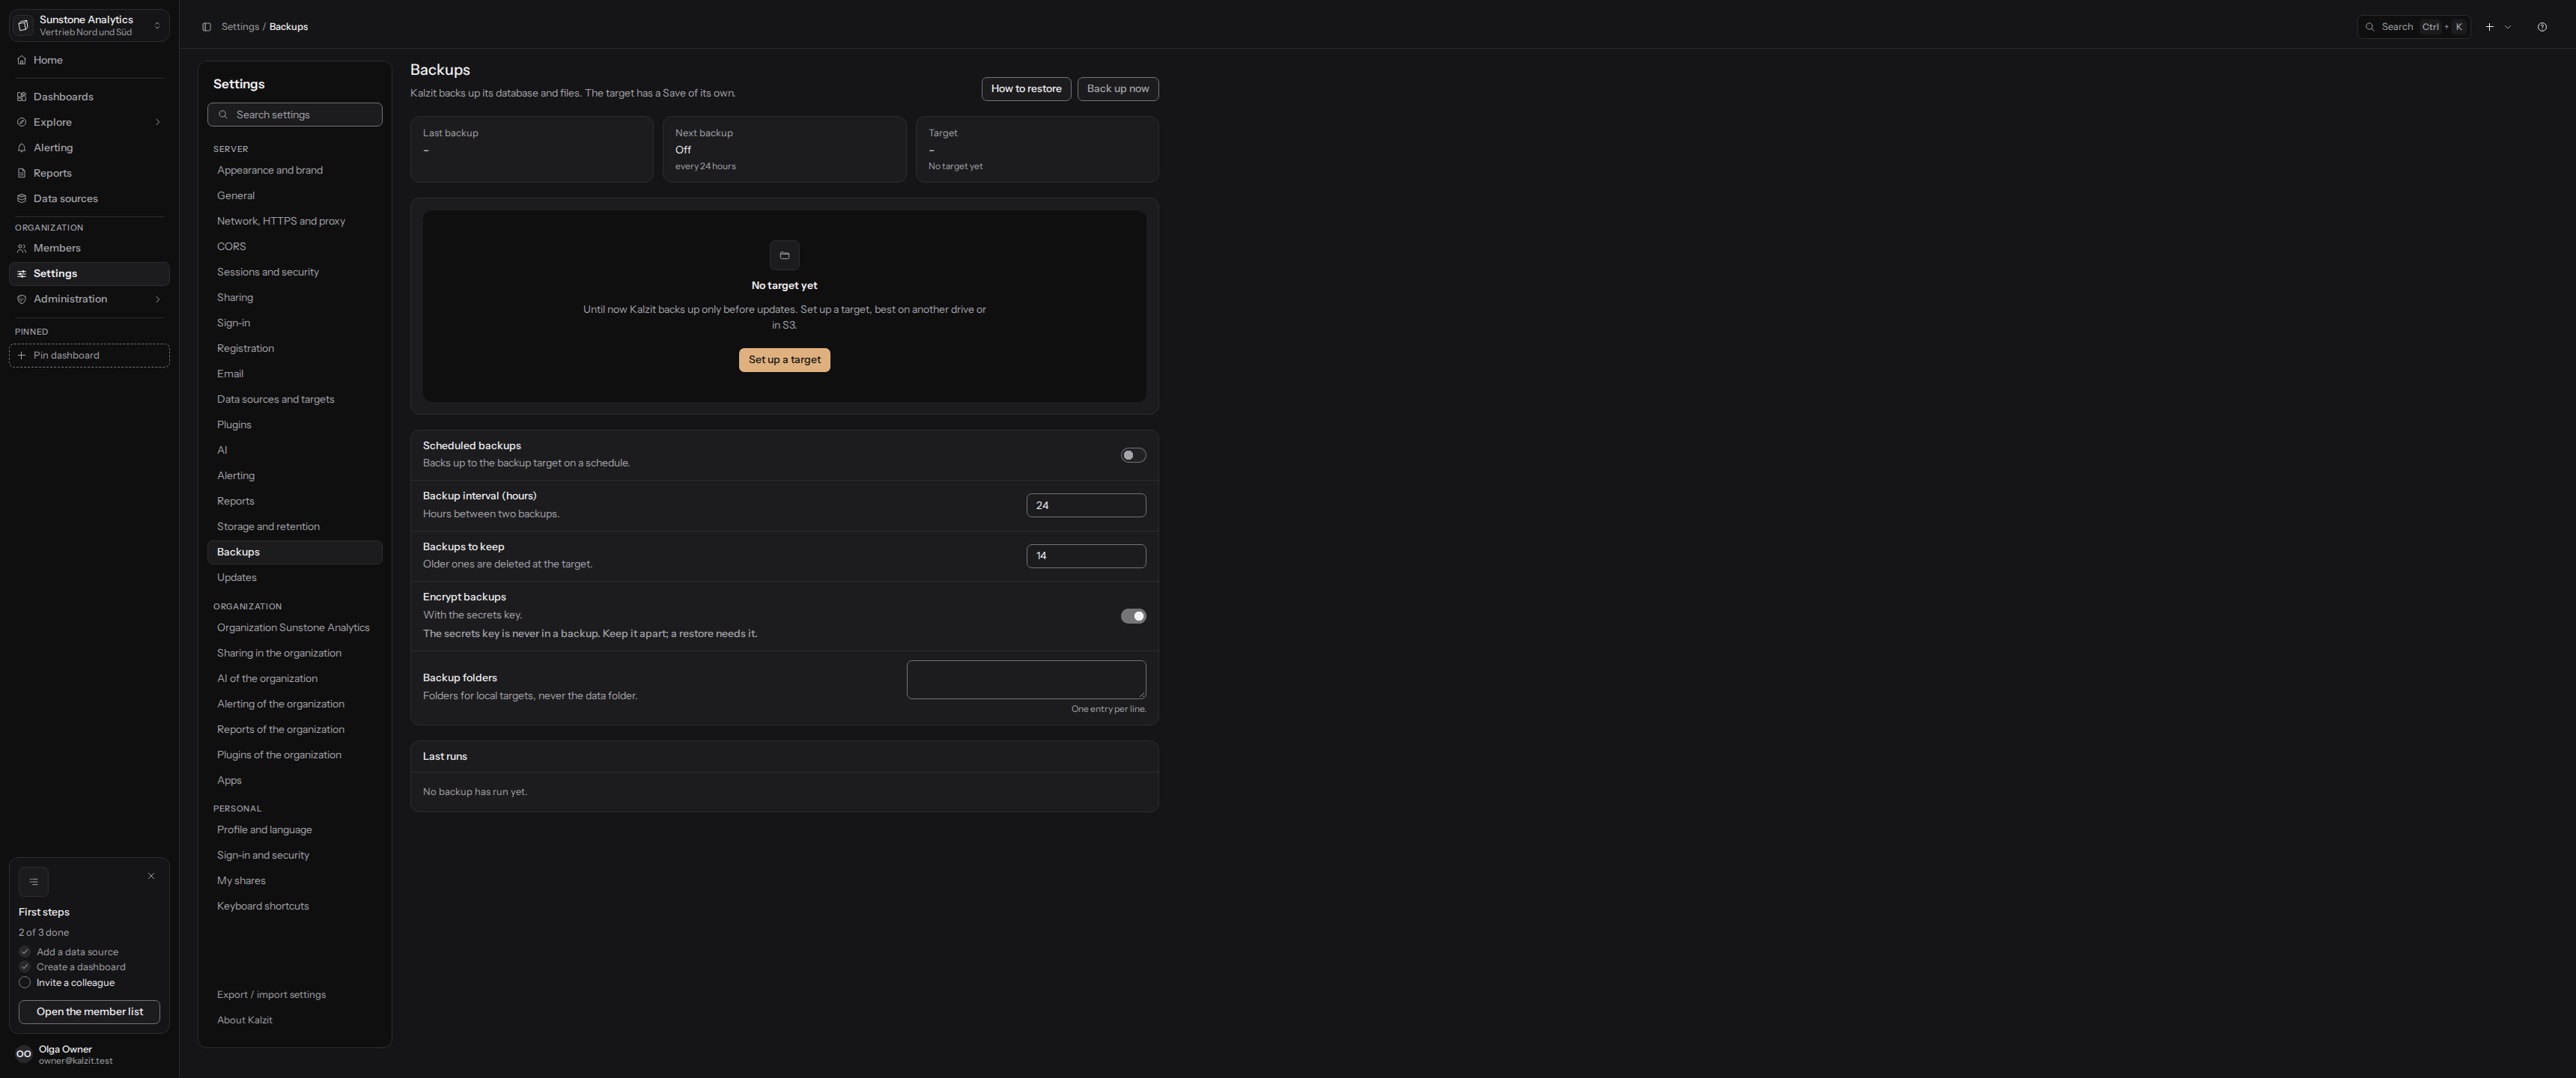 Sunstone Analytics
Vertrieb Nord und Süd
Home
Dashboards
Explore
Alerting
Reports
Data sources
ORGANIZATION
Members
Settings
Administration
PINNED
Pin dashboard
First steps
2 of 3 done
Add a data source
Create a dashboard
Invite a colleague
Open the member list
OO
Olga Owner
owner@kalzit.test
Settings / Backups
Search Ctrl + K
Settings
Search settings
SERVER
Appearance and brand
General
Network, HTTPS and proxy
CORS
Sessions and security
Sharing
Sign-in
Registration
Email
Data sources and targets
Plugins
AI
Alerting
Reports
Storage and retention
Backups
Updates
ORGANIZATION
Organization Sunstone Analytics
Sharing in the organization
AI of the organization
Alerting of the organization
Reports of the organization
Plugins of the organization
Apps
PERSONAL
Profile and language
Sign-in and security
My shares
Keyboard shortcuts
Export / import settings
About Kalzit
Backups
Kalzit backs up its database and files. The target has a Save of its own.
How to restore
Back up now
Last backup
–
Next backup
Off
every 24 hours
Target
–
No target yet
No target yet
Until now Kalzit backs up only before updates. Set up a target, best on another drive or
in S3.
Set up a target
Scheduled backups
Backs up to the backup target on a schedule.
Backup interval (hours)
Hours between two backups.
24
Backups to keep
Older ones are deleted at the target.
14
Encrypt backups
With the secrets key.
The secrets key is never in a backup. Keep it apart; a restore needs it.
Backup folders
Folders for local targets, never the data folder.
One entry per line.
Last runs
No backup has run yet.